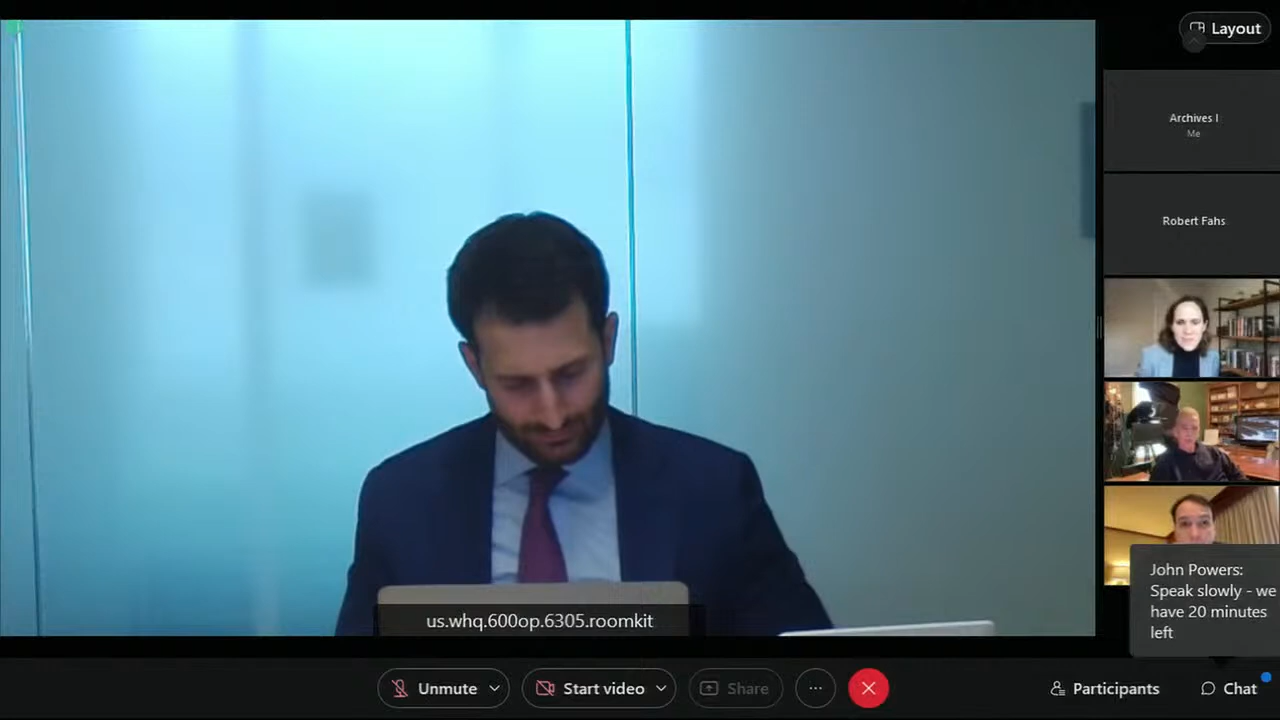 Layout
Archives I
Me
Robert Fahs
John Powers:
Speak slowly - we
have 20 minutes
left
us.whq.600op.6305.roomkit
Unmute
Start video
Share
Participants
Chat